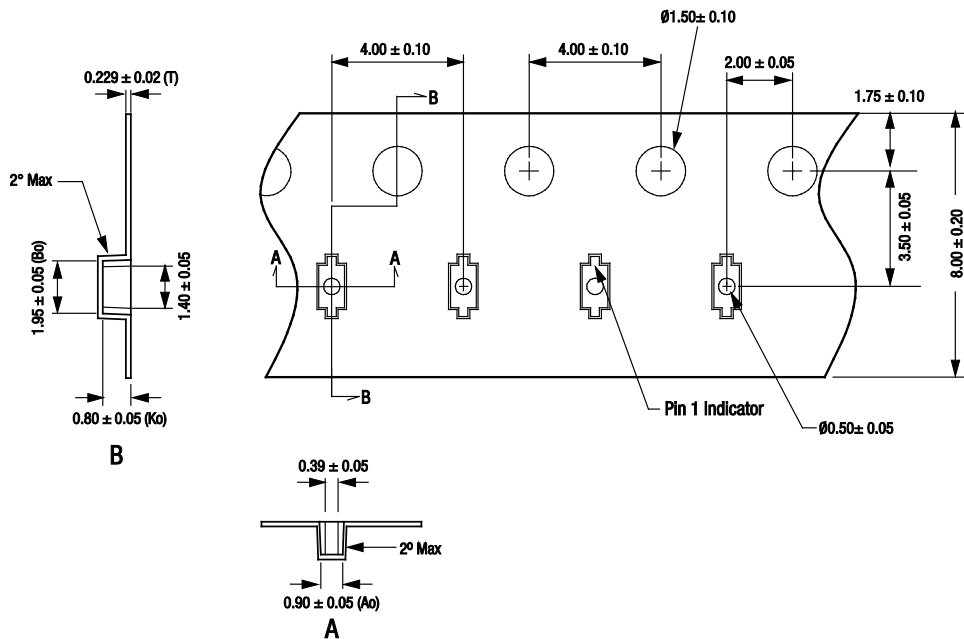 Ø1.50± 0.10
4.00 ± 0.10
4.00 ± 0.10
2.00 ± 0.05
0.229 ± 0.02 (T)
1.75 ± 0.10
B
2° Max
3.50 ± 0.05
8.00 ± 0.20
A
A
1.95 ± 0.05 (Bo)
1.40 ± 0.05
B
Pin 1 Indicator
0.80 ± 0.05 (Ko)
Ø0.50± 0.05
B
0.39 ± 0.05
2º Max
0.90 ± 0.05 (Ao)
A